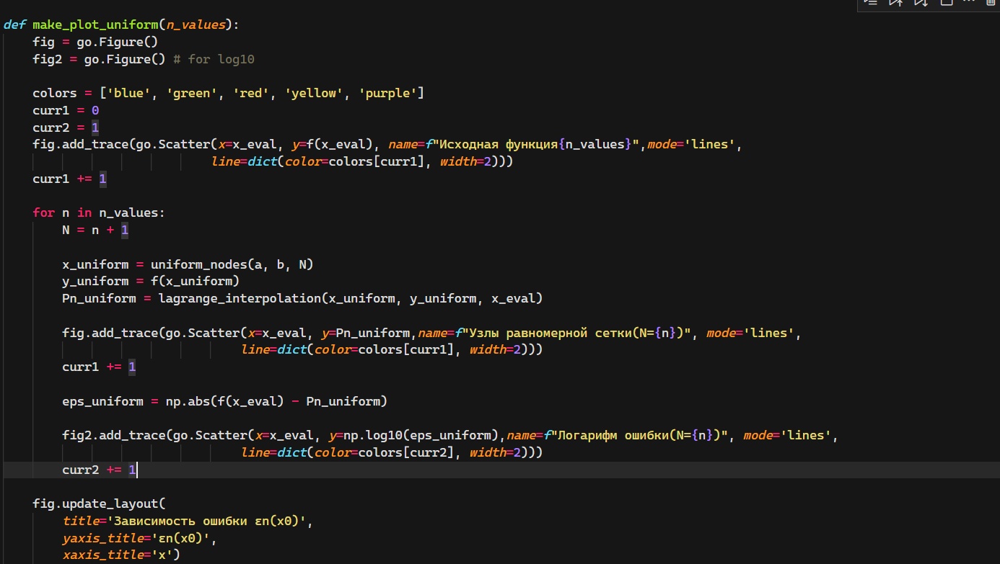 def make_plot_uniform(n_values):
    fig = go.Figure()
    fig2 = go.Figure() # for log10
    colors = ['blue', 'green', 'red', 'yellow', 'purple']
    curr1 = 0
    curr2 = 1
    fig.add_trace(go.Scatter(x=x_eval, y=f(x_eval), name=f"Исходная функция{n_values}",mode='lines',
                            line=dict(color=colors[curr1], width=2)))
    curr1 += 1
    for n in n_values:
        N = n + 1
        x_uniform = uniform_nodes(a, b, N)
        y_uniform = f(x_uniform)
        Pn_uniform = lagrange_interpolation(x_uniform, y_uniform, x_eval)
        fig.add_trace(go.Scatter(x=x_eval, y=Pn_uniform,name=f"Узлы равномерной сетки(N={n})", mode='lines',
                                line=dict(color=colors[curr1], width=2)))
        curr1 += 1
        eps_uniform = np.abs(f(x_eval) - Pn_uniform)
        fig2.add_trace(go.Scatter(x=x_eval, y=np.log10(eps_uniform),name=f"Логарифм ошибки(N={n})", mode='lines',
                                line=dict(color=colors[curr2], width=2)))
        curr2 += 1
    fig.update_layout(
        title='Зависимость ошибки εn(x0)',
        yaxis_title='εn(x0)',
        xaxis_title='x')